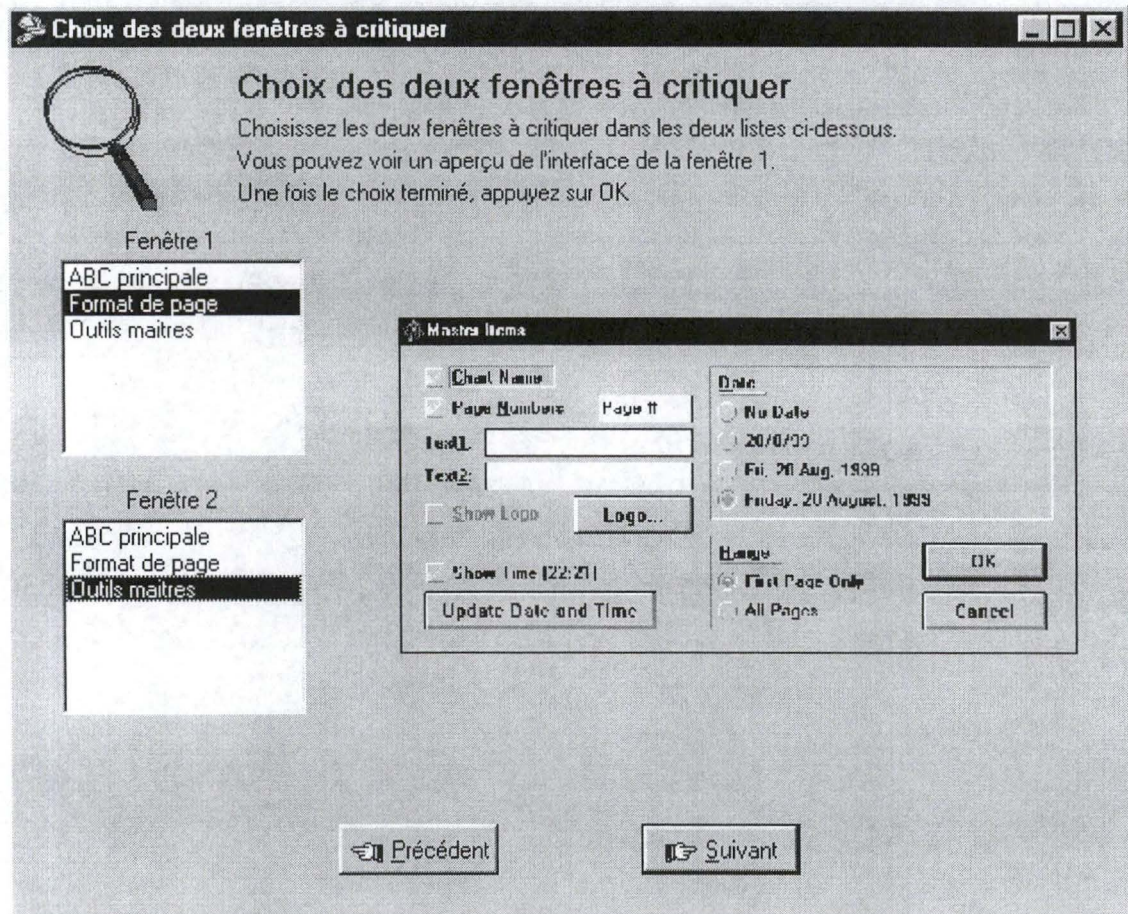 Choix des deux fenêtres à critiquer
Choix des deux fenêtres à critiquer
Choisissez les deux fenêtres à critiquer dans les deux listes ci-dessous.
Vous pouvez voir un aperçu de l'interface de la fenêtre 1.
Une fois le choix terminé, appuyez sur OK
Fenêtre 1
ABC principale
Format de page
Outils maitres
Fenêtre 2
ABC principale
Format de page
Outils maitres
Master Items
Chart Name
Page Numbers
Page #
Text1:
Text2:
Show Logo
Logo...
Show Time [22:21]
Update Date and Time
Date
No Date
Fri, 20 Aug, 1999
Friday, 20 August, 1999
Range
First Page Only
All Pages
OK
Cancel
Précédent
Suivant